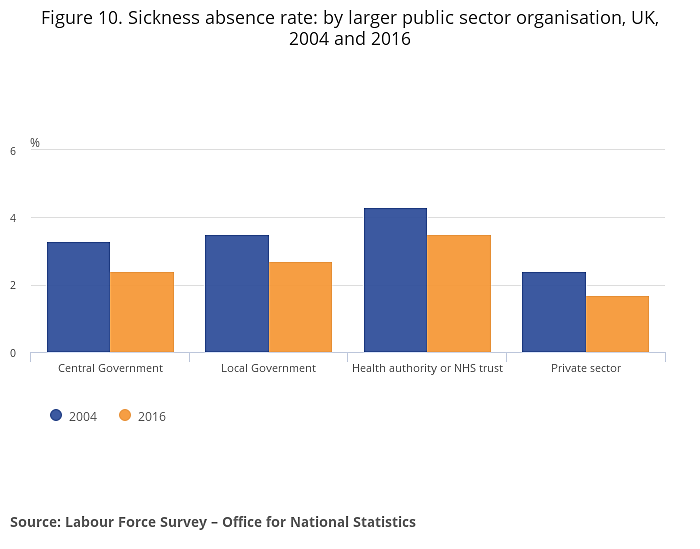 Figure 10. Sickness absence rate: by larger public sector organisation, UK,
2004 and 2016
%
6
4
2
0
Central Government
Local Government
Health authority or NHS trust
Private sector
2004
2016
Source: Labour Force Survey – Office for National Statistics